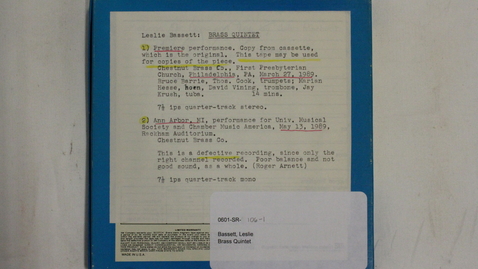 Leslie Bassett: BRASS QUINTET
1) Premiere performance. Copy from cassette,
which is the original. This tape may be used
for copies of the piece.
Chestnut Brass Co., First Presbyterian
Church, Philadelphia, PA, March 27, 1989.
Bruce Barrie, Thos. Cook, trumpets; Marian
Hesse, horn, David Vining, trombone, Jay
Krush, tuba. 14 mins.
7½ ips quarter-track stereo.
2) Ann Arbor, MI, performance for Univ. Musical
Society and Chamber Music America, May 13, 1989,
Rackham Auditorium.
Chestnut Brass Co.
This is a defective recording, since only the
right channel recorded. Poor balance and not
good sound, as a whole. (Roger Arnett)
7½ ips quarter-track mono
MADE IN U.S.A.
0601-SR-
Bassett, Leslie
Brass Quintet